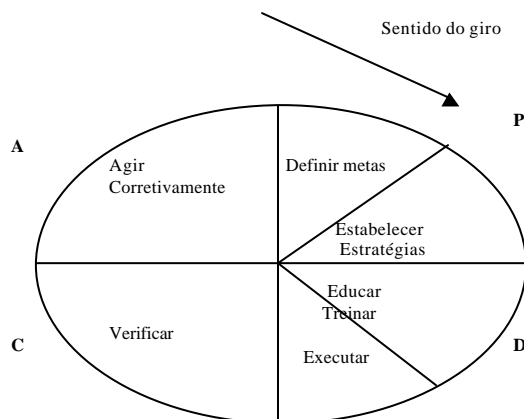 Sentido do giro
P
A
Agir
Corretivamente
Definir metas
Estabelecer
Estratégias
Educar
Treinar
Verificar
Executar
C
D